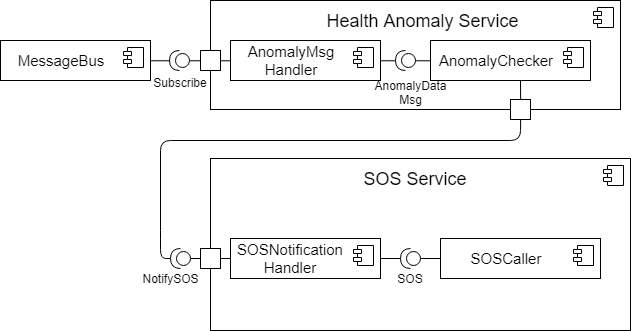 Health Anomaly Service
MessageBus
Subscribe
AnomalyMsg
Handler
AnomalyData
Msg
AnomalyChecker
SOS Service
NotifySOS
SOSNotification
Handler
SOS
SOSCaller